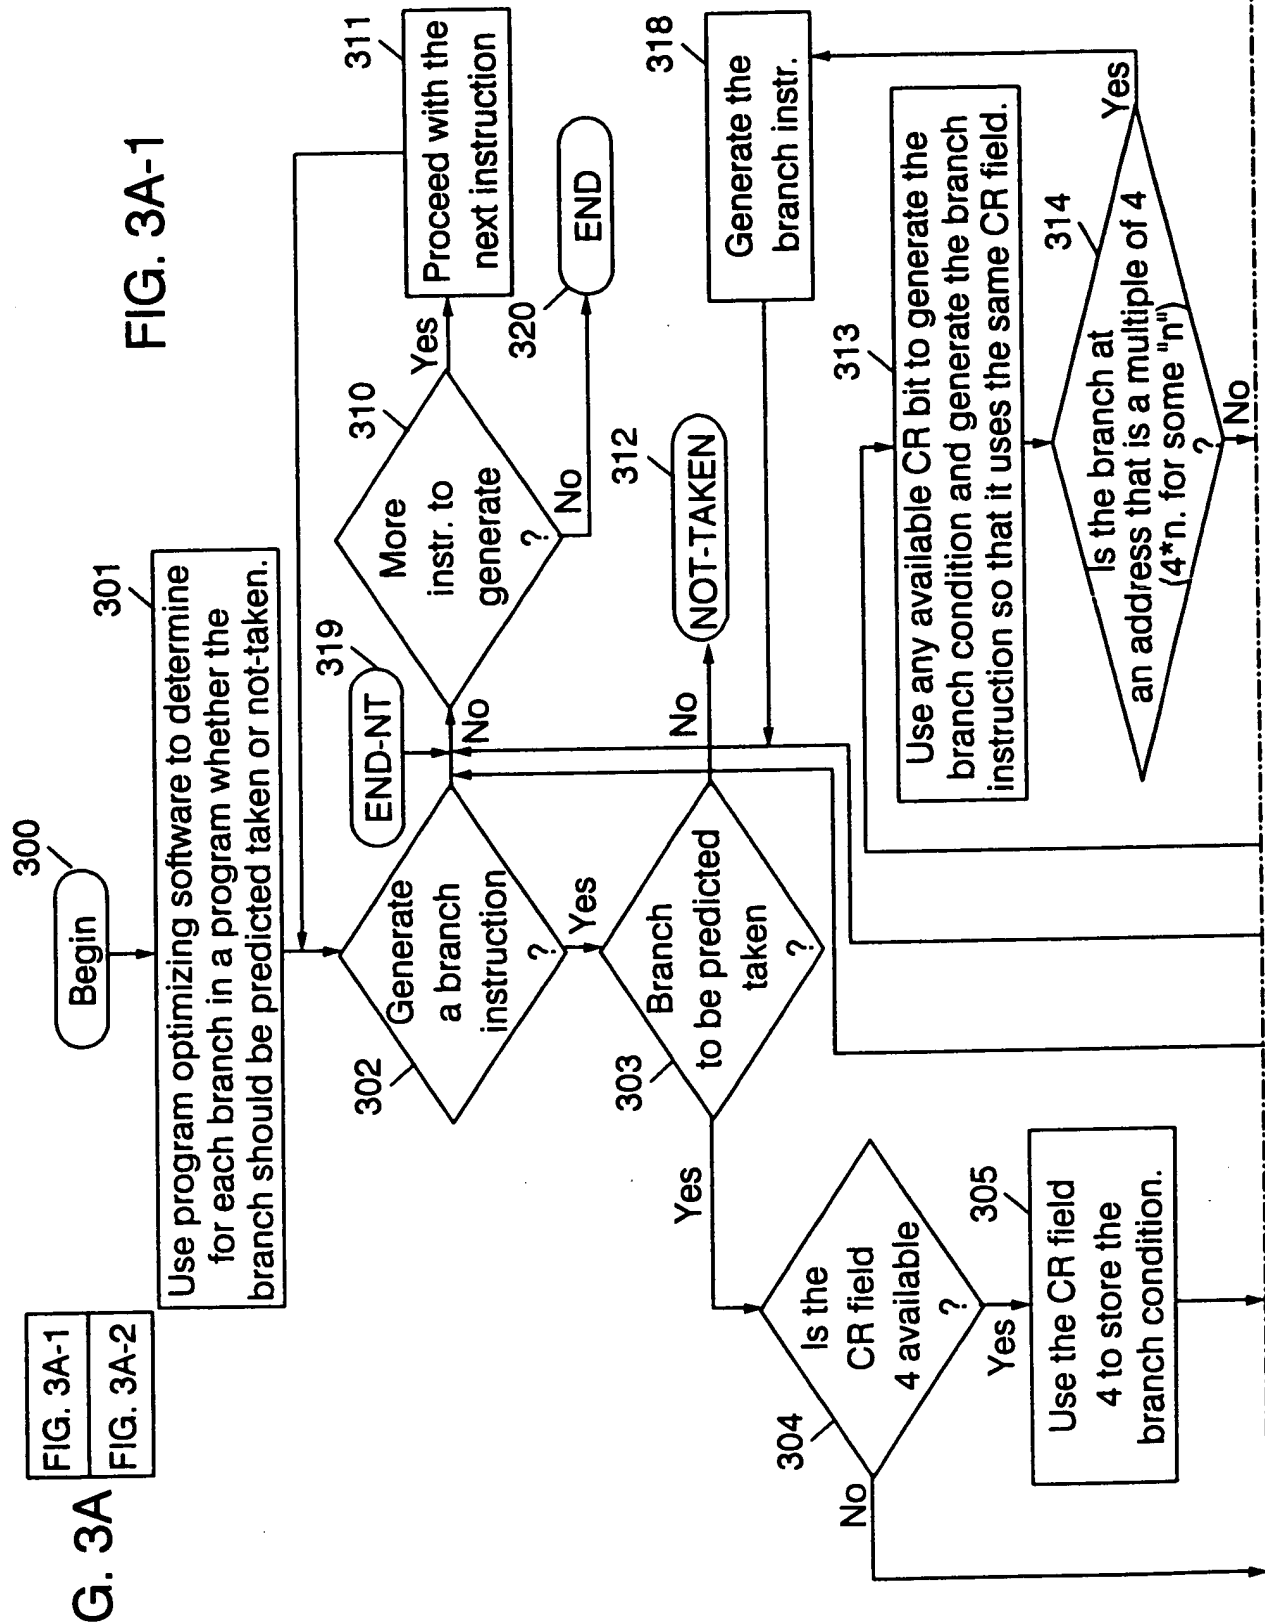 G. 3A
FIG. 3A-1
FIG. 3A-2
FIG. 3A-1
300
Begin
301
Use program optimizing software to determine
for each branch in a program whether the
branch should be predicted taken or not-taken.
302
Generate
a branch
instruction
?
Yes
No
319
END-NT
310
More
instr. to
generate
?
Yes
No
311
Proceed with the
next instruction
320
END
303
Branch
to be predicted
taken
?
Yes
No
312
NOT-TAKEN
318
Generate the
branch instr.
304
Is the
CR field
4 available
?
No
Yes
305
Use the CR field
4 to store the
branch condition.
313
Use any available CR bit to generate the
branch condition and generate the branch
instruction so that it uses the same CR field.
314
Is the branch at
an address that is a multiple of 4
(4*n. for some "n")
?
Yes
No